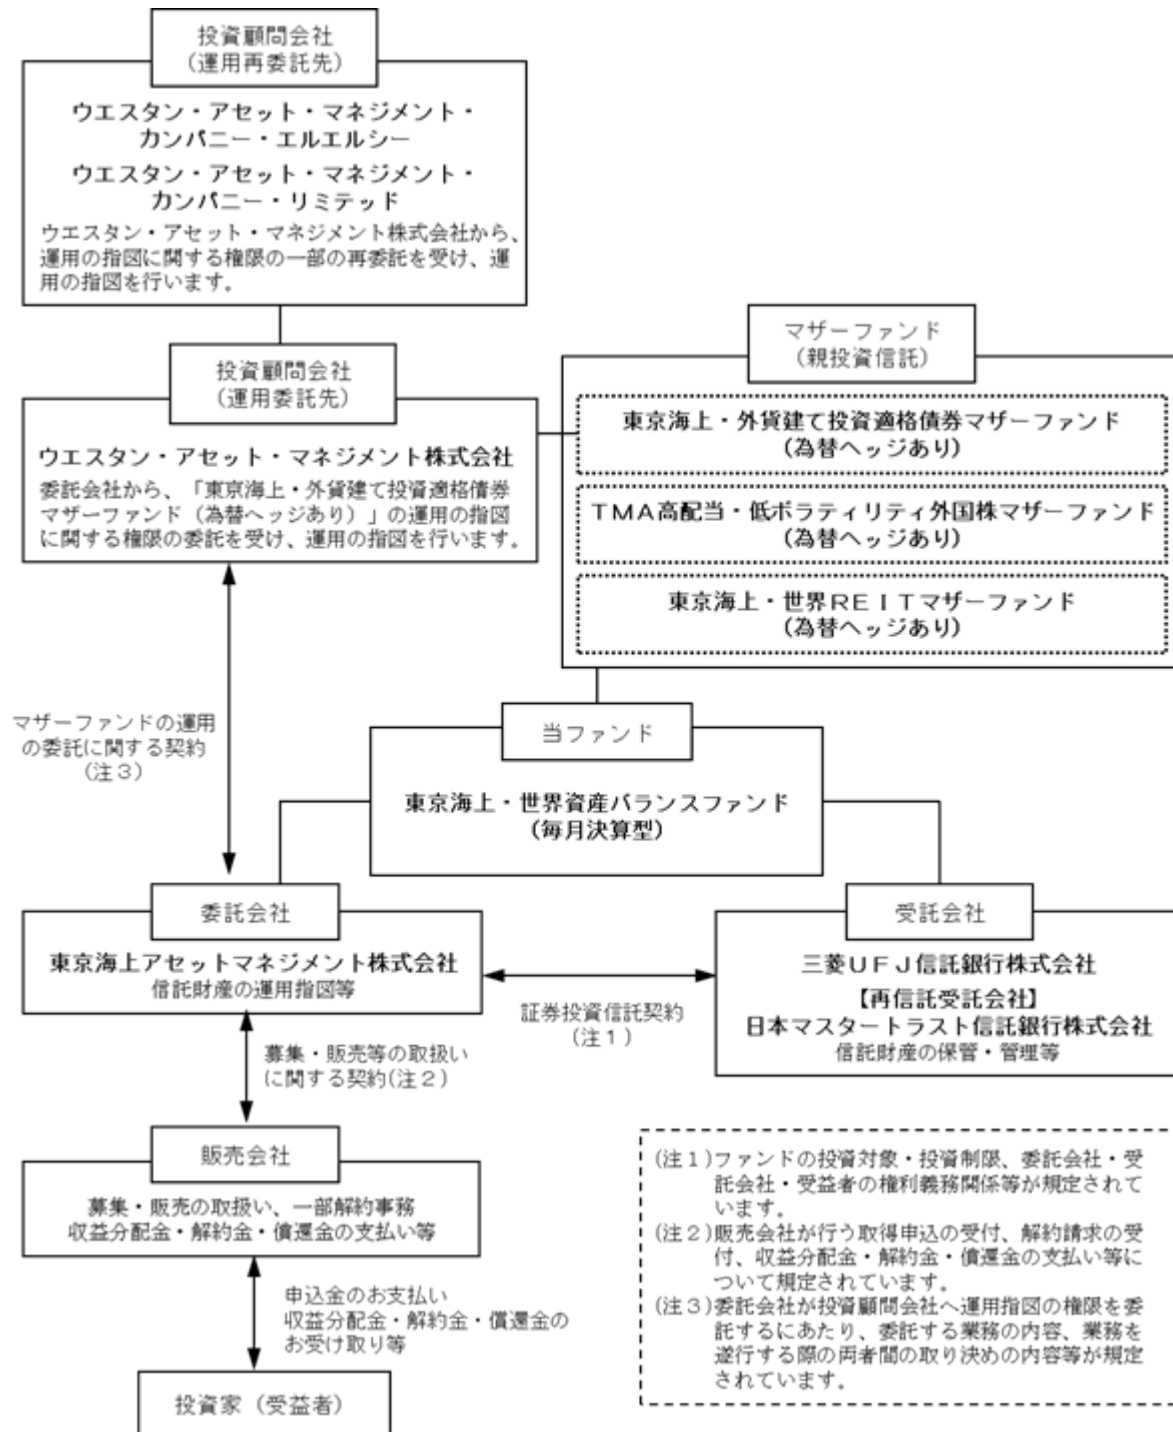 投資顧問会社
(運用再委託先)
ウエスタン・アセット・マネジメント・
カンパニー・エルエルシー
ウエスタン・アセット・マネジメント・
カンパニー・リミテッド
ウエスタン・アセット・マネジメント株式会社から、
運用の指図に関する権限の一部の再委託を受け、運
用の指図を行います。
投資顧問会社
(運用委託先)
ウエスタン・アセット・マネジメント株式会社
委託会社から、「東京海上・外貨建て投資適格債券
マザーファンド（為替ヘッジあり）」の運用の指図
に関する権限の委託を受け、運用の指図を行います。
マザーファンド
(親投資信託)
東京海上・外貨建て投資適格債券マザーファンド
(為替ヘッジあり)
ＴＭＡ高配当・低ボラティリティ外国株マザーファンド
(為替ヘッジあり)
東京海上・世界ＲＥＩＴマザーファンド
(為替ヘッジあり)
マザーファンドの運用
の委託に関する契約
(注３)
当ファンド
東京海上・世界資産バランスファンド
(毎月決算型)
委託会社
東京海上アセットマネジメント株式会社
信託財産の運用指図等
証券投資信託契約
(注１)
受託会社
三菱ＵＦＪ信託銀行株式会社
【再信託受託会社】
日本マスタートラスト信託銀行株式会社
信託財産の保管・管理等
募集・販売等の取扱い
に関する契約(注２)
販売会社
募集・販売の取扱い、一部解約事務
収益分配金・解約金・償還金の支払い等
申込金のお支払い
収益分配金・解約金・償還金の
お受け取り等
投資家（受益者）
(注１)ファンドの投資対象・投資制限、委託会社・受
託会社・受益者の権利義務関係等が規定されて
います。
(注２)販売会社が行う取得申込の受付、解約請求の受
付、収益分配金・解約金・償還金の支払い等に
ついて規定されています。
(注３)委託会社が投資顧問会社へ運用指図の権限を委
託するにあたり、委託する業務の内容、業務を
遂行する際の両者間の取り決めの内容等が規定
されています。